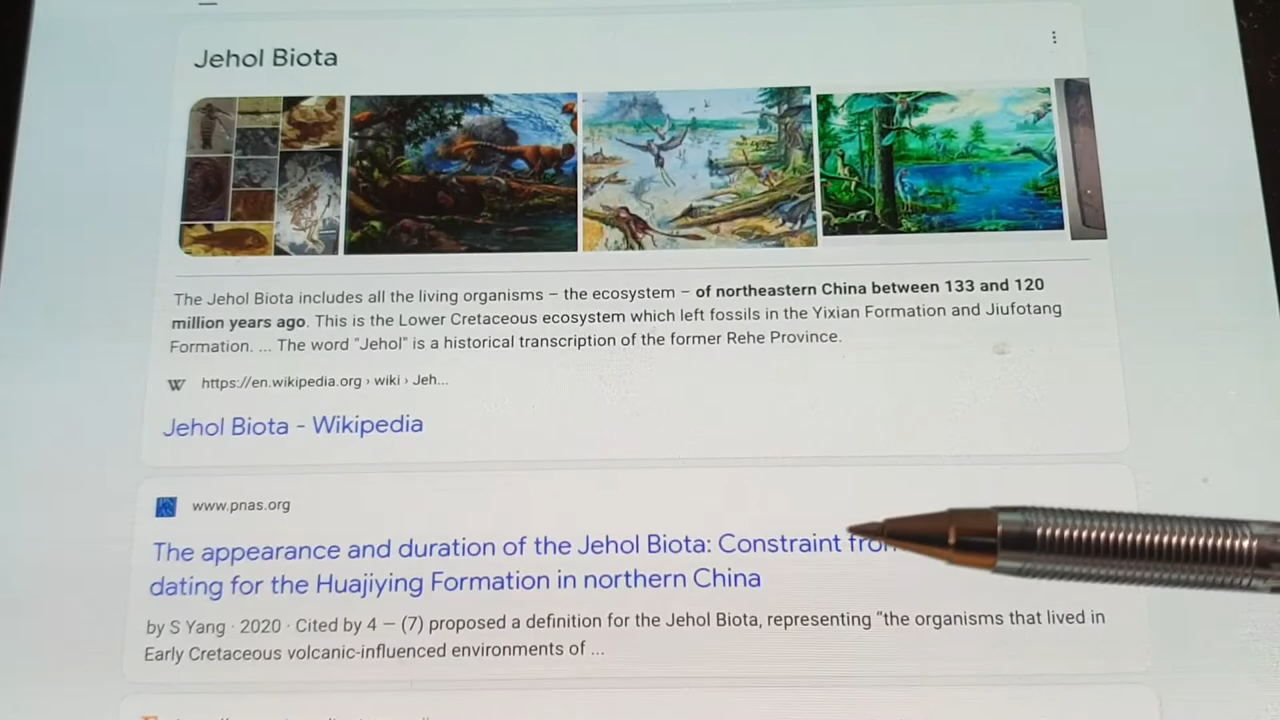 Jehol Biota
The Jehol Biota includes all the living organisms – the ecosystem – of northeastern China between 133 and 120
million years ago. This is the Lower Cretaceous ecosystem which left fossils in the Yixian Formation and Jiufotang
Formation. ... The word "Jehol" is a historical transcription of the former Rehe Province.
W https://en.wikipedia.org › wiki › Jeh...
Jehol Biota - Wikipedia
www.pnas.org
The appearance and duration of the Jehol Biota: Constraint
dating for the Huajiying Formation in northern China
by S Yang · 2020 · Cited by 4 — (7) proposed a definition for the Jehol Biota, representing “the organisms that lived in
Early Cretaceous volcanic-influenced environments of ...